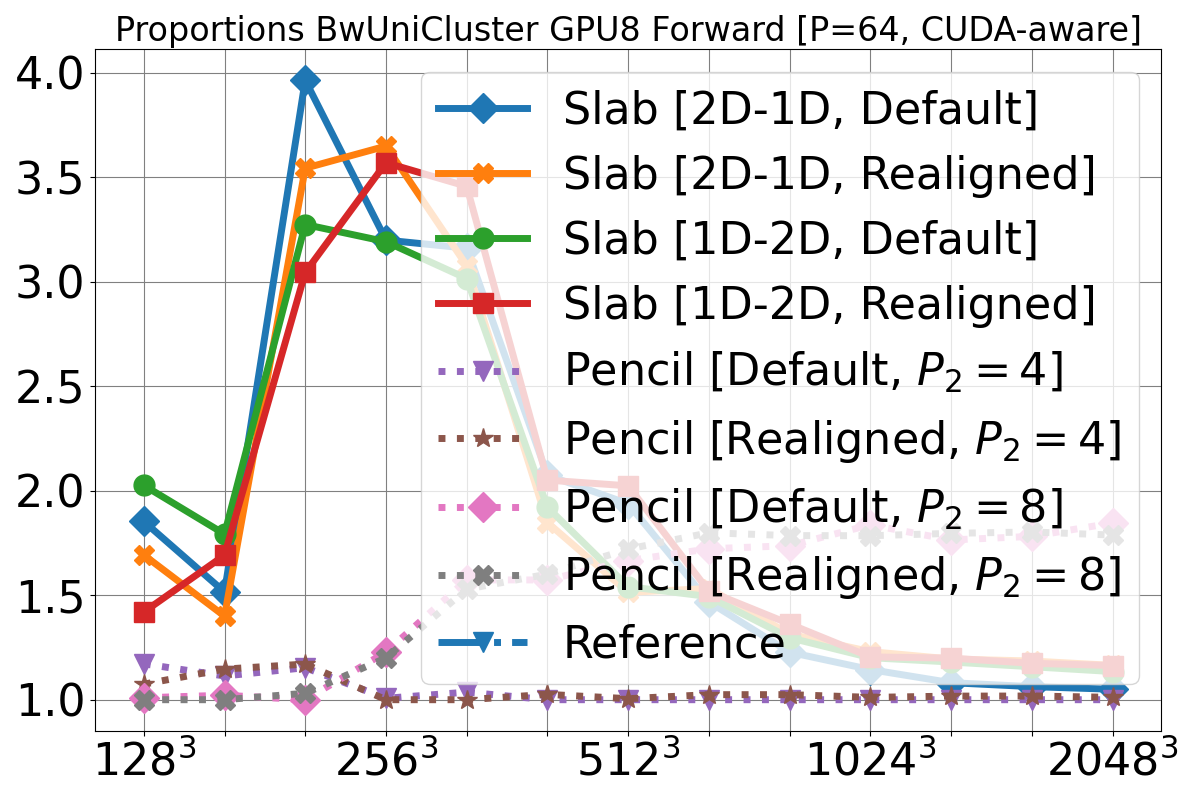 Proportions BwUniCluster GPU8 Forward [P=64, CUDA-aware]
4.0
3.5
3.0
2.5
2.0
1.5
1.0
Slab [2D-1D, Default]
Slab [2D-1D, Realigned]
Slab [1D-2D, Default]
Slab [1D-2D, Realigned]
Pencil [Default, P₂ = 4]
Pencil [Realigned, P₂ = 4]
Pencil [Default, P₂ = 8]
Pencil [Realigned, P₂ = 8]
Reference
128³ 256³ 512³ 1024³ 2048³